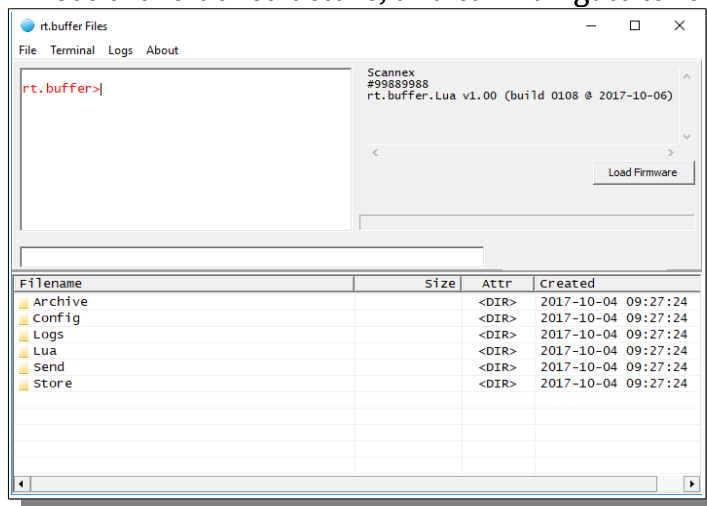 rt.buffer Files
File Terminal Logs About
rt.buffer>
Scannex
#99889988
rt.buffer.Lua v1.00 (build 0108 @ 2017-10-06)
Load Firmware
Filename Size Attr Created
Archive <DIR> 2017-10-04 09:27:24
Config <DIR> 2017-10-04 09:27:24
Logs <DIR> 2017-10-04 09:27:24
Lua <DIR> 2017-10-04 09:27:24
Send <DIR> 2017-10-04 09:27:24
Store <DIR> 2017-10-04 09:27:24